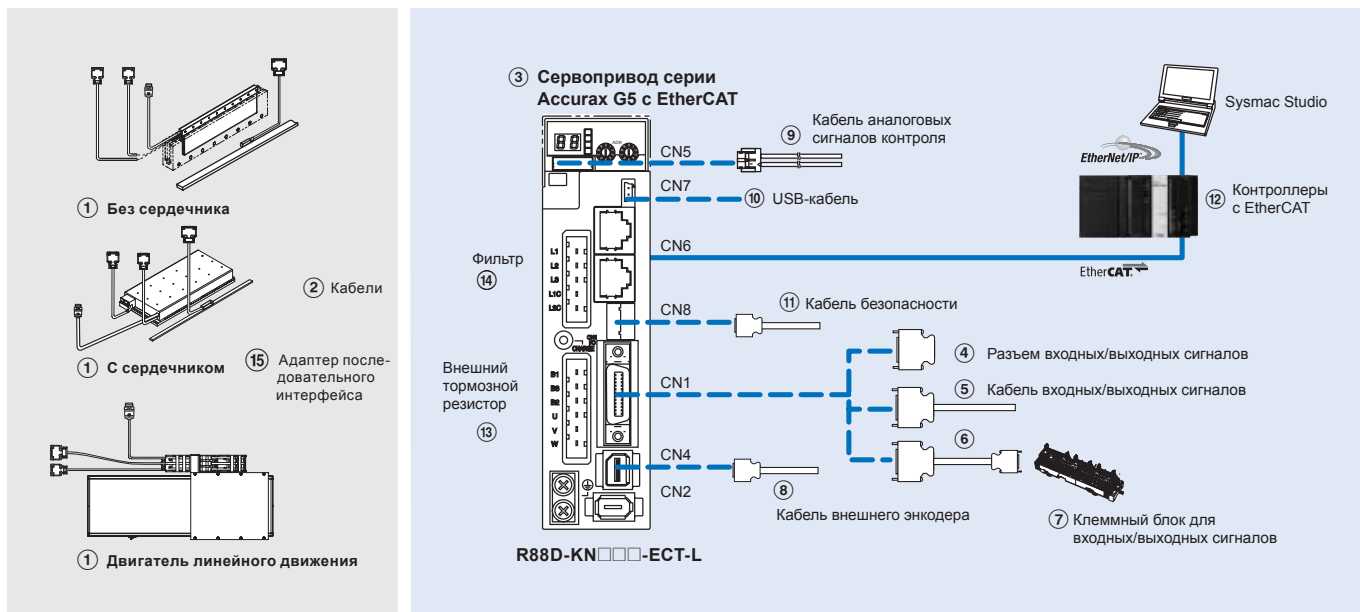 ① Без сердечника
② Кабели
① С сердечником
⑮ Адаптер после-
довательного
интерфейса
① Двигатель линейного движения
③ Сервопривод серии
Accurax G5 с EtherCAT
CN5
⑨ Кабель аналоговых
сигналов контроля
CN7
⑩ USB-кабель
CN6
Sysmac Studio
EtherNet/IP
⑫ Контроллеры
с EtherCAT
EtherCAT
Фильтр
⑭
L1
L2
L3
L1C
L2C
CN8
⑪ Кабель безопасности
CHARGE
Внешний
тормозной
резистор
⑬
B1
B3
B2
U
V
W
CN1
④ Разъем входных/выходных сигналов
⑤ Кабель входных/выходных сигналов
⑥
⑦ Клеммный блок для
входных/выходных сигналов
CN4
⑧
Кабель внешнего энкодера
CN2
R88D-KN□□□-ECT-L